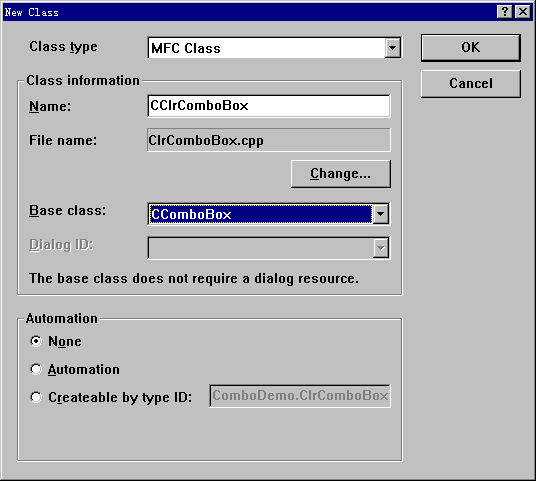 New Class
Class type MFC Class OK
Class information Cancel
Name: CClrComboBox
File name: ClrComboBox.cpp
Change...
Base class: CComboBox
Dialog ID:
The base class does not require a dialog resource.
Automation
None
Automation
Createable by type ID: ComboDemo.ClrComboBox